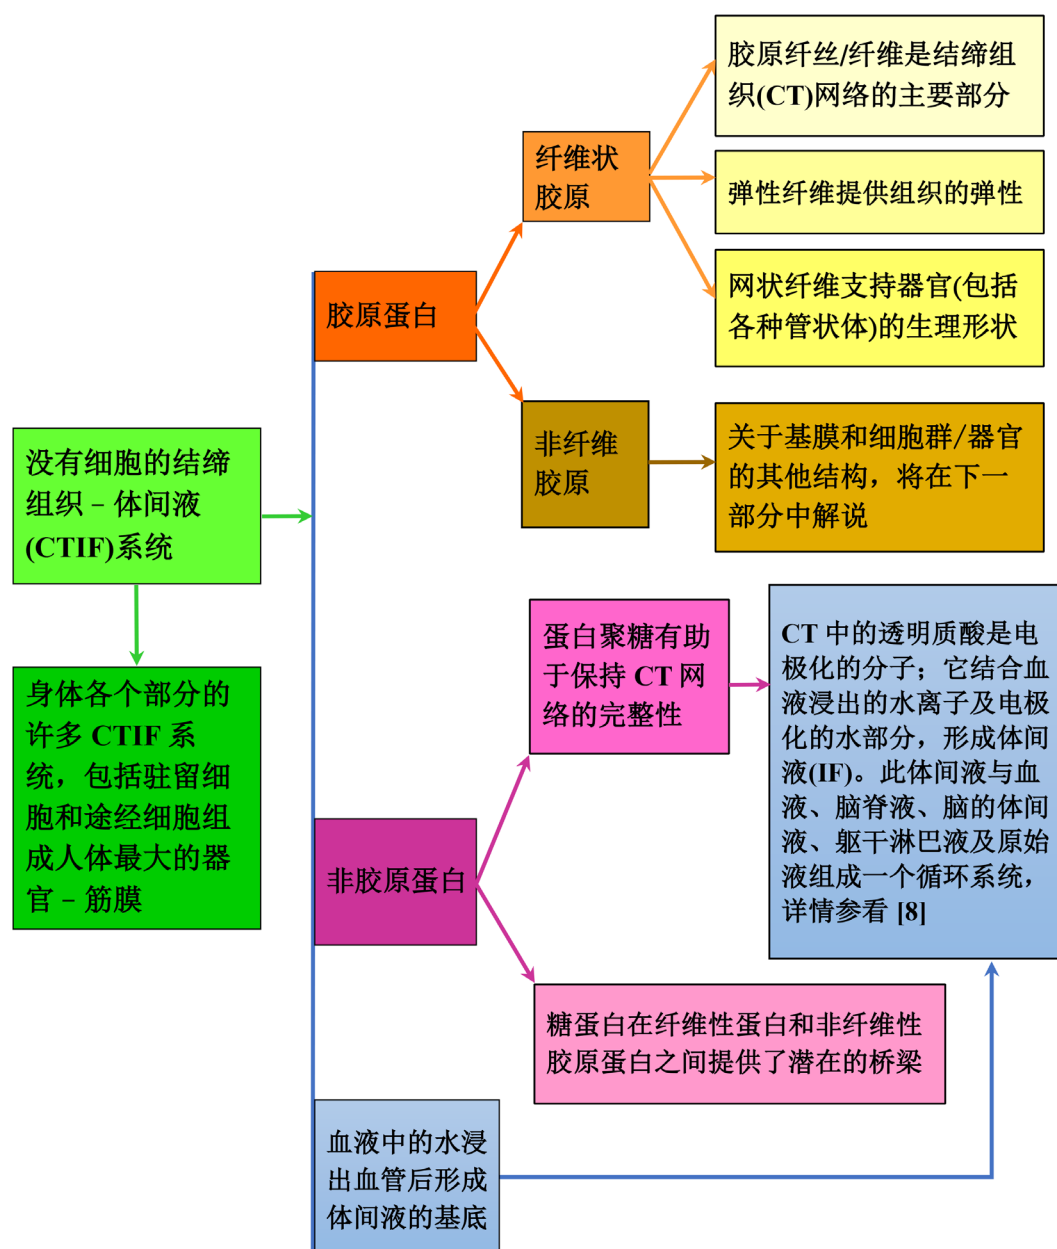 胶原纤丝/纤维是结缔组
织(CT)网络的主要部分
纤维状
胶原
弹性纤维提供组织的弹性
网状纤维支持器官(包括
各种管状体)的生理形状
胶原蛋白
非纤维
胶原
关于基膜和细胞群/器官
的其他结构，将在下一
部分中解说
没有细胞的结缔
组织－体间液
(CTIF)系统
身体各个部分的
许多 CTIF 系
统，包括驻留细
胞和途经细胞组
成人体最大的器
官－筋膜
蛋白聚糖有助
于保持 CT 网
络的完整性
CT 中的透明质酸是电
极化的分子；它结合血
液浸出的水离子及电极
化的水部分，形成体间
液(IF)。此体间液与血
液、脑脊液、脑的体间
液、躯干淋巴液及原始
液组成一个循环系统，
详情参看 [8]
非胶原蛋白
糖蛋白在纤维性蛋白和非纤维性
胶原蛋白之间提供了潜在的桥梁
血液中的水浸
出血管后形成
体间液的基底